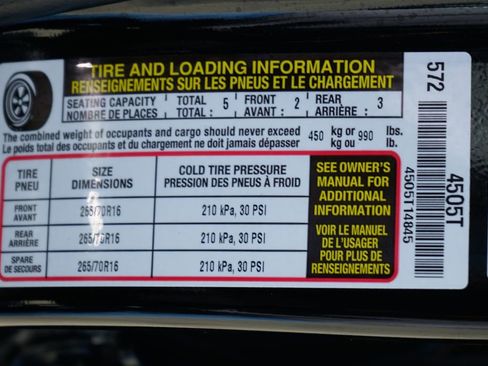 TIRE AND LOADING INFORMATION
RENSEIGNEMENTS SUR LES PNEUS ET LE CHARGEMENT
SEATING CAPACITY TOTAL : 5 FRONT : 2 REAR : 3
NOMBRE DE PLACES TOTAL : AVANT : ARRIÈRE :
The combined weight of occupants and cargo should never exceed 450 kg or 990 lbs.
Le poids total des occupants et du chargement ne doit jamais dépasser kg ou lb.
TIRE SIZE COLD TIRE PRESSURE
PNEU DIMENSIONS PRESSION DES PNEUS À FROID
FRONT
AVANT 265/70R16 210 kPa, 30 PSI
REAR
ARRIÈRE 265/70R16 210 kPa, 30 PSI
SPARE
DE SECOURS 265/70R16 210 kPa, 30 PSI
SEE OWNER'S
MANUAL FOR
ADDITIONAL
INFORMATION
VOIR LE MANUEL
DE L'USAGER
POUR PLUS DE
RENSEIGNEMENTS
572
4505T
4505T14845